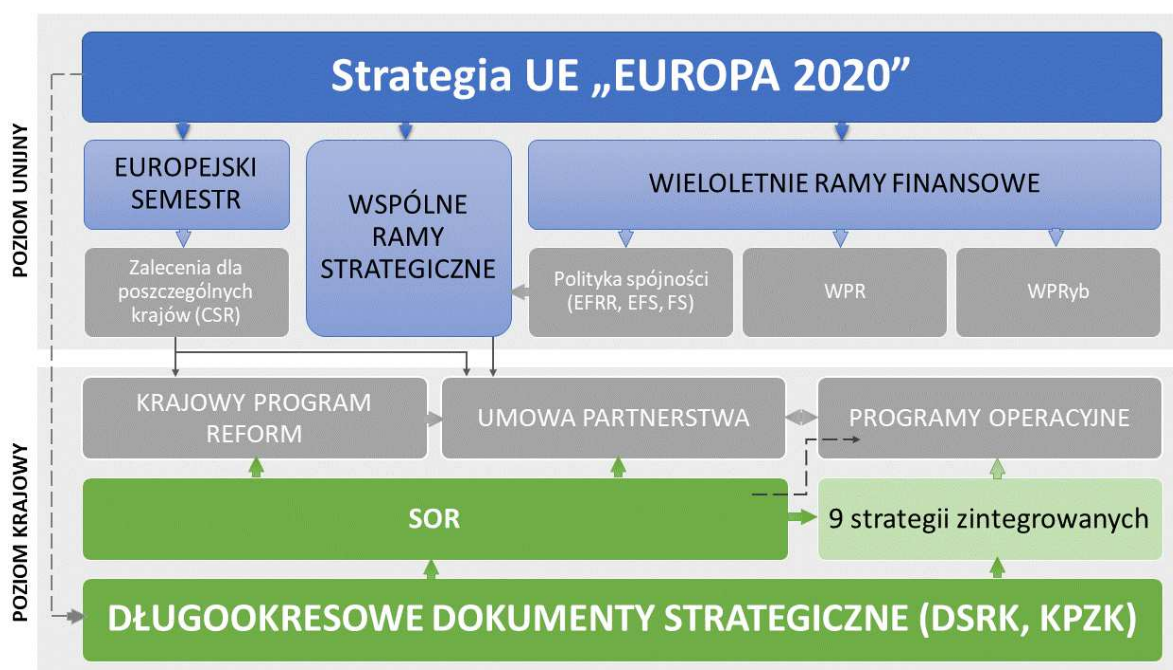 Strategia UE „EUROPA 2020”
POZIOM UNIJNY
EUROPEJSKI
SEMESTR
WSPÓLNE
RAMY
STRATEGICZNE
WIELOLETNIE RAMY FINANSOWE
Zalecenia dla
poszczególnych
krajów (CSR)
Polityka spójności
(EFRR, EFS, FS)
WPR
WPRyb
POZIOM KRAJOWY
KRAJOWY PROGRAM
REFORM
UMOWA PARTNERSTWA
PROGRAMY OPERACYJNE
SOR
9 strategii zintegrowanych
DŁUGOOKRESOWE DOKUMENTY STRATEGICZNE (DSRK, KPZK)